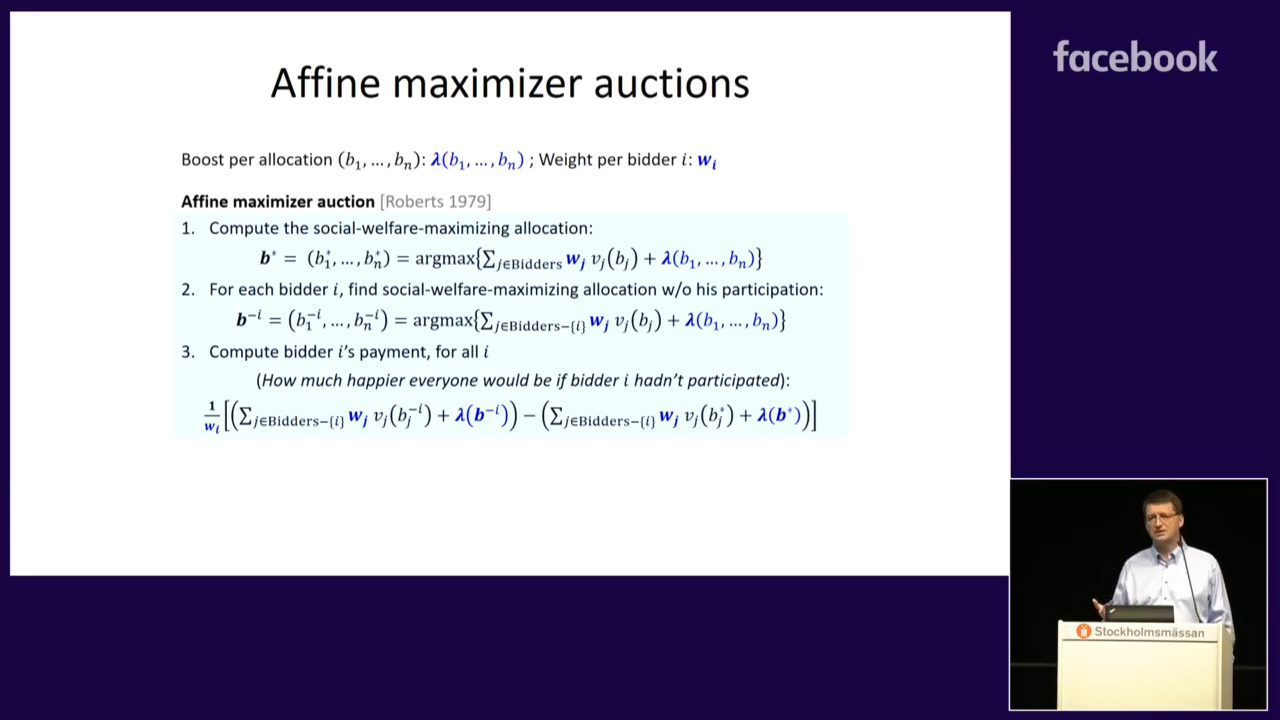 facebook
Affine maximizer auctions
Boost per allocation (b₁, …, bₙ): λ(b₁, …, bₙ) ; Weight per bidder i: wᵢ
Affine maximizer auction [Roberts 1979]
1. Compute the social-welfare-maximizing allocation:
b* = (b₁*, …, bₙ*) = argmax{∑_{j∈Bidders} wⱼ vⱼ(bⱼ) + λ(b₁, …, bₙ)}
2. For each bidder i, find social-welfare-maximizing allocation w/o his participation:
b⁻ⁱ = (b₁⁻ⁱ, …, bₙ⁻ⁱ) = argmax{∑_{j∈Bidders−{i}} wⱼ vⱼ(bⱼ) + λ(b₁, …, bₙ)}
3. Compute bidder i's payment, for all i
(How much happier everyone would be if bidder i hadn't participated):
1/wᵢ [(∑_{j∈Bidders−{i}} wⱼ vⱼ(bⱼ⁻ⁱ) + λ(b⁻ⁱ)) − (∑_{j∈Bidders−{i}} wⱼ vⱼ(bⱼ*) + λ(b*))]
Stockholmsmässan